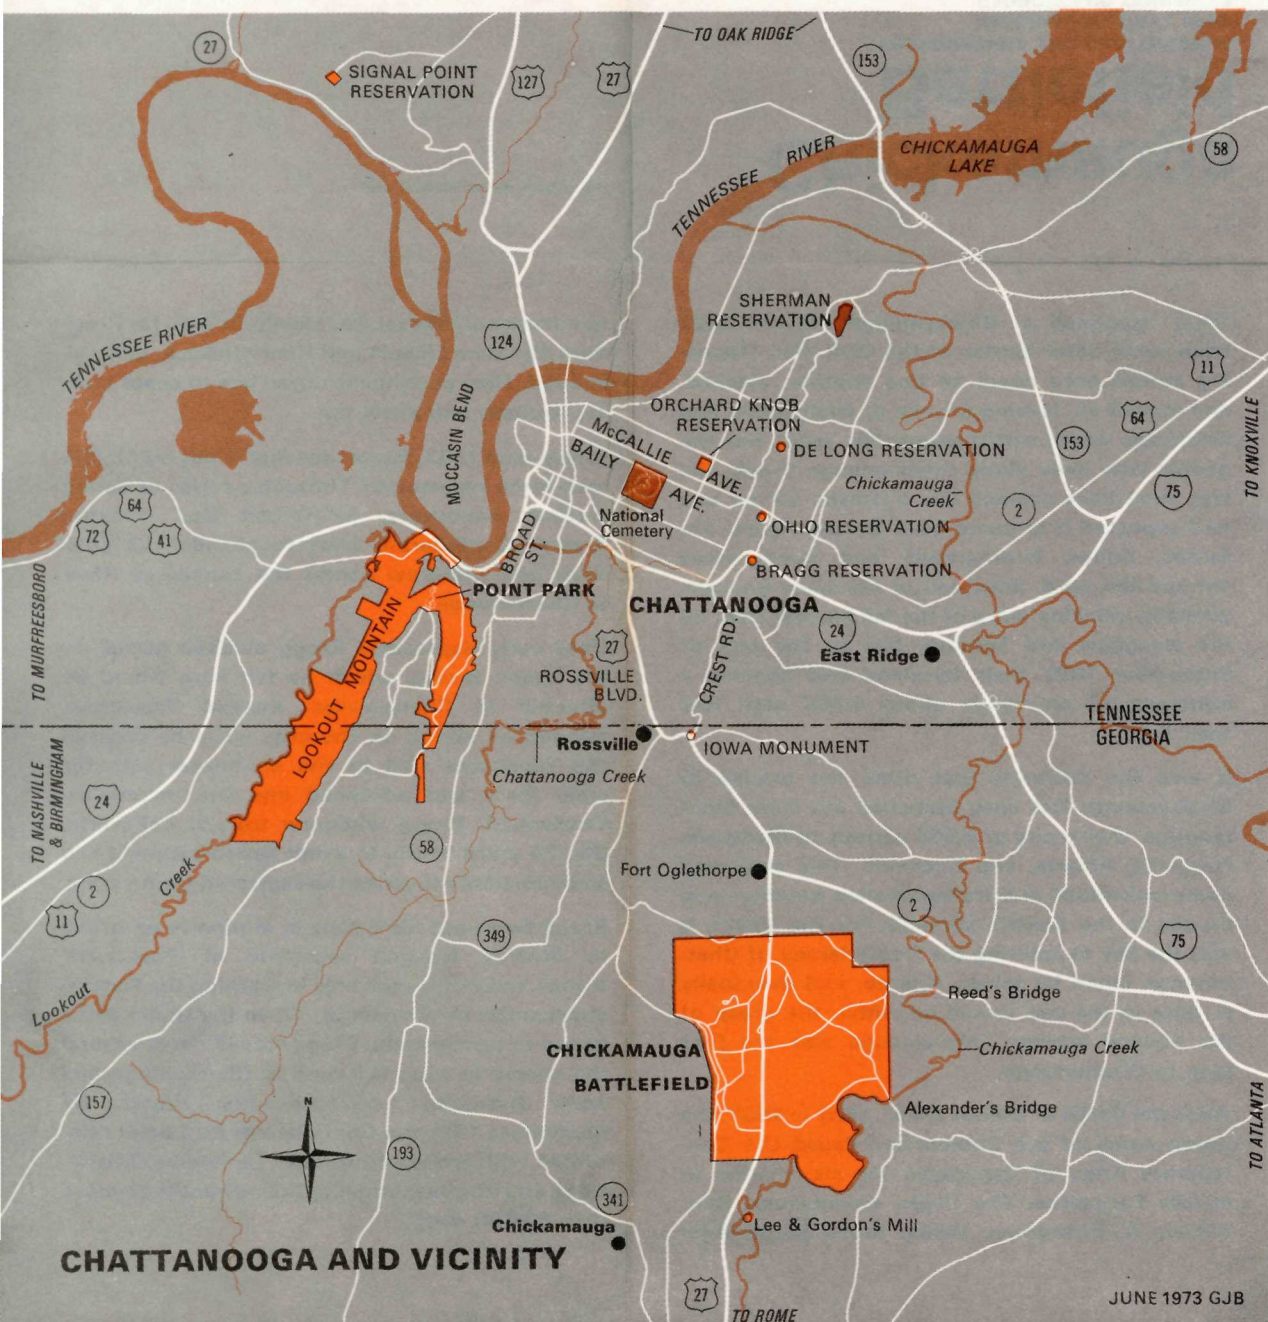 TO OAK RIDGE
27
SIGNAL POINT
RESERVATION
127
27
153
CHICKAMAUGA
LAKE
58
TENNESSEE RIVER
SHERMAN
RESERVATION
TENNESSEE RIVER
124
11
MOCCASIN BEND
ORCHARD KNOB
RESERVATION
64
McCALLIE
AVE.
BAILY
AVE.
DE LONG RESERVATION
153
TO KNOXVILLE
Chickamauga
Creek
National
Cemetery
OHIO RESERVATION
2
75
64
72
41
BROAD
ST.
BRAGG RESERVATION
POINT PARK
CHATTANOOGA
TO MURFREESBORO
LOOKOUT MOUNTAIN
27
CREST RD.
24
East Ridge
ROSSVILLE
BLVD.
TENNESSEE
GEORGIA
Rossville
IOWA MONUMENT
Chattanooga Creek
TO NASHVILLE
& BIRMINGHAM
24
58
Fort Oglethorpe
2
2
11
Lookout Creek
349
75
Reed's Bridge
CHICKAMAUGA
BATTLEFIELD
Chickamauga Creek
157
Alexander's Bridge
TO ATLANTA
N
193
341
Chickamauga
Lee & Gordon's Mill
CHATTANOOGA AND VICINITY
27
TO ROME
JUNE 1973 GJB